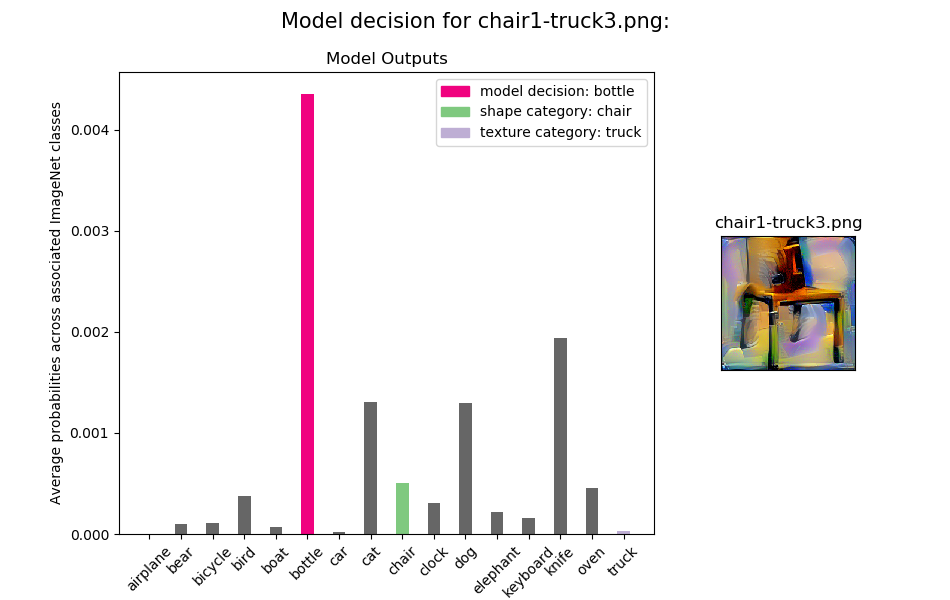 Model decision for chair1-truck3.png:
Model Outputs
model decision: bottle
shape category: chair
texture category: truck
Average probabilities across associated ImageNet classes
0.004
0.003
0.002
0.001
0.000
airplane
bear
bicycle
bird
boat
bottle
car
cat
chair
clock
dog
elephant
keyboard
knife
oven
truck
chair1-truck3.png